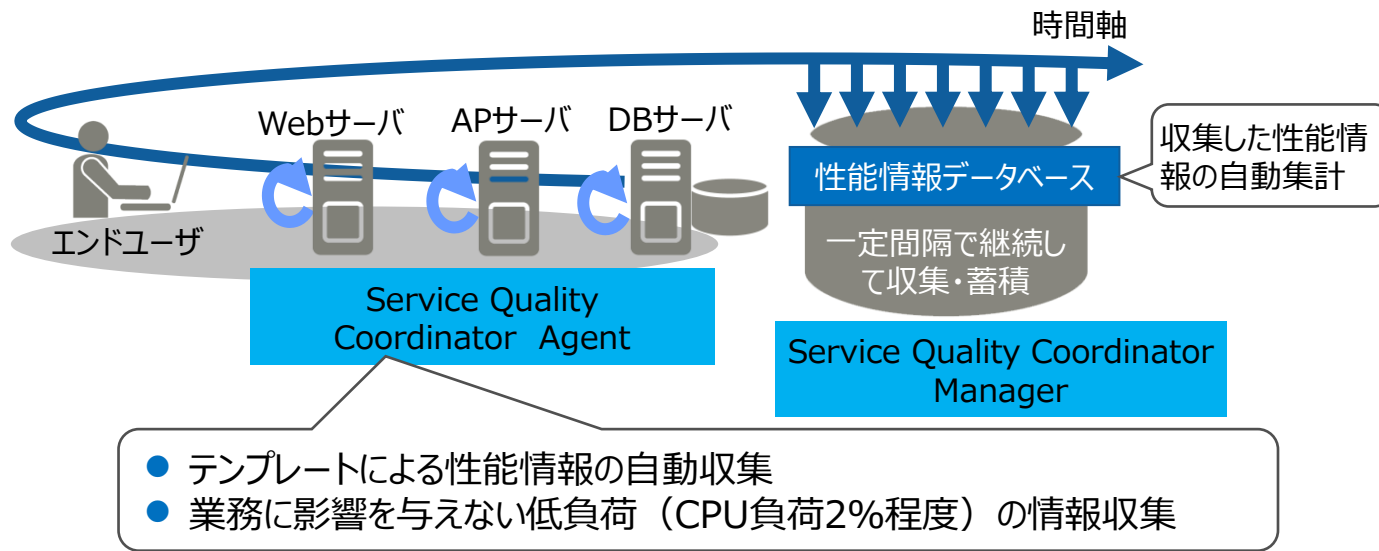 時間軸
Webサーバ
APサーバ
DBサーバ
エンドユーザ
性能情報データベース
一定間隔で継続し
て収集・蓄積
収集した性能情
報の自動集計
Service Quality
Coordinator Agent
Service Quality Coordinator
Manager
● テンプレートによる性能情報の自動収集
● 業務に影響を与えない低負荷（CPU負荷2%程度）の情報収集